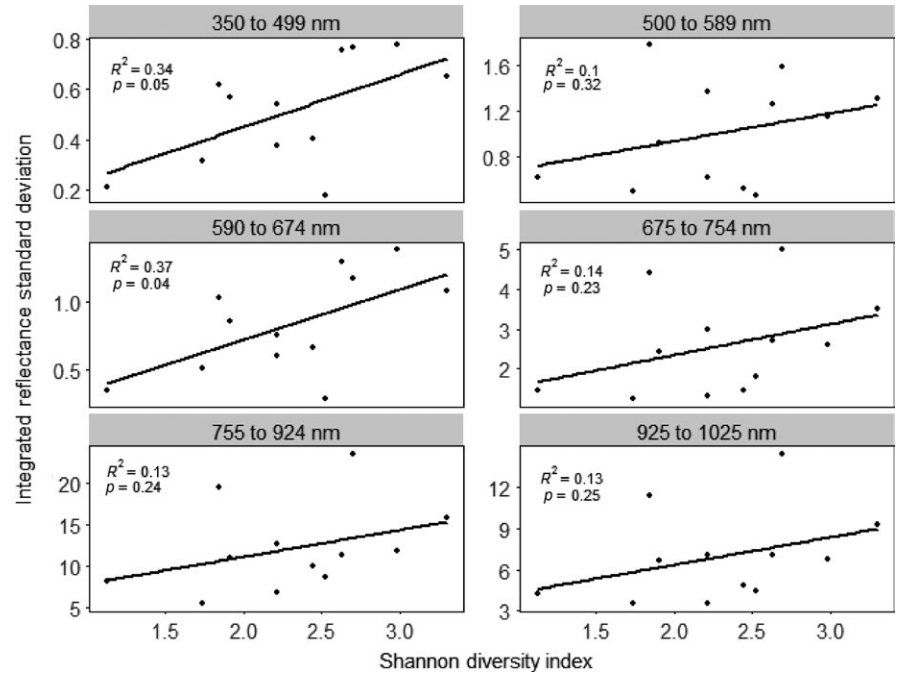 350 to 499 nm
500 to 589 nm
0.8
0.6
0.4
0.2
R² = 0.34
p = 0.05
1.6
1.2
0.8
R² = 0.1
p = 0.32
590 to 674 nm
675 to 754 nm
1.0
0.5
R² = 0.37
p = 0.04
5
4
3
2
R² = 0.14
p = 0.23
755 to 924 nm
925 to 1025 nm
20
15
10
5
R² = 0.13
p = 0.24
12
9
6
3
R² = 0.13
p = 0.25
1.5 2.0 2.5 3.0
1.5 2.0 2.5 3.0
Shannon diversity index
Integrated reflectance standard deviation